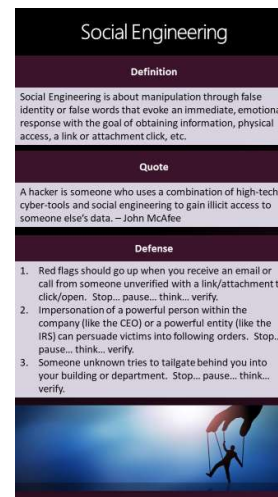 Social Engineering
Definition
Social Engineering is about manipulation through false
identity or false words that evoke an immediate, emotiona
response with the goal of obtaining information, physical
access, a link or attachment click, etc.
Quote
A hacker is someone who uses a combination of high-tech
cyber-tools and social engineering to gain illicit access to
someone else's data. – John McAfee
Defense
1. Red flags should go up when you receive an email or
call from someone unverified with a link/attachment t
click/open. Stop... pause... think... verify.
2. Impersonation of a powerful person within the
company (like the CEO) or a powerful entity (like the
IRS) can persuade victims into following orders. Stop...
pause... think... verify.
3. Someone unknown tries to tailgate behind you into
your building or department. Stop... pause... think...
verify.